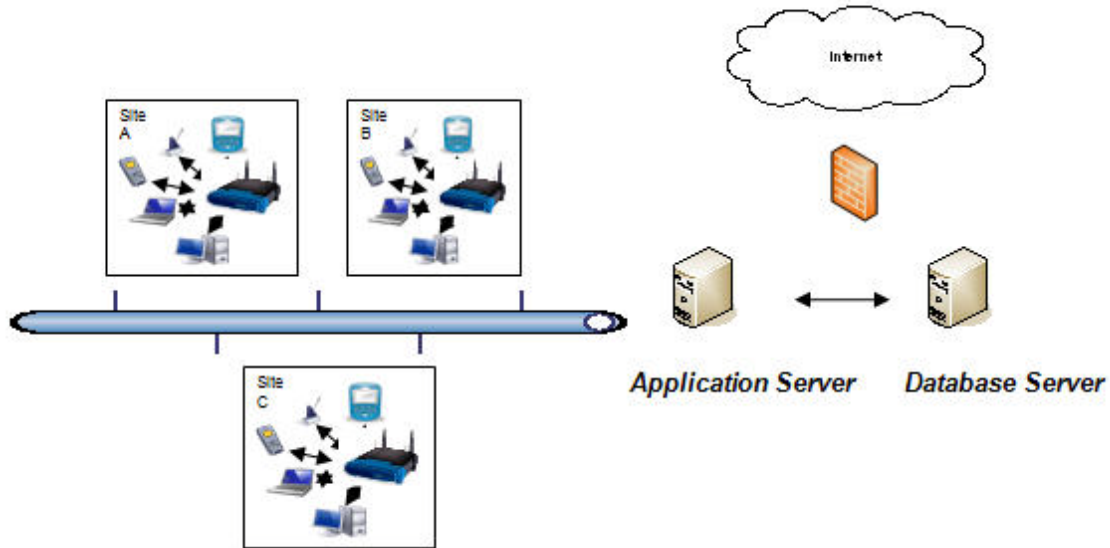 Internet
Site
A
Site
B
Site
C
Application Server
Database Server